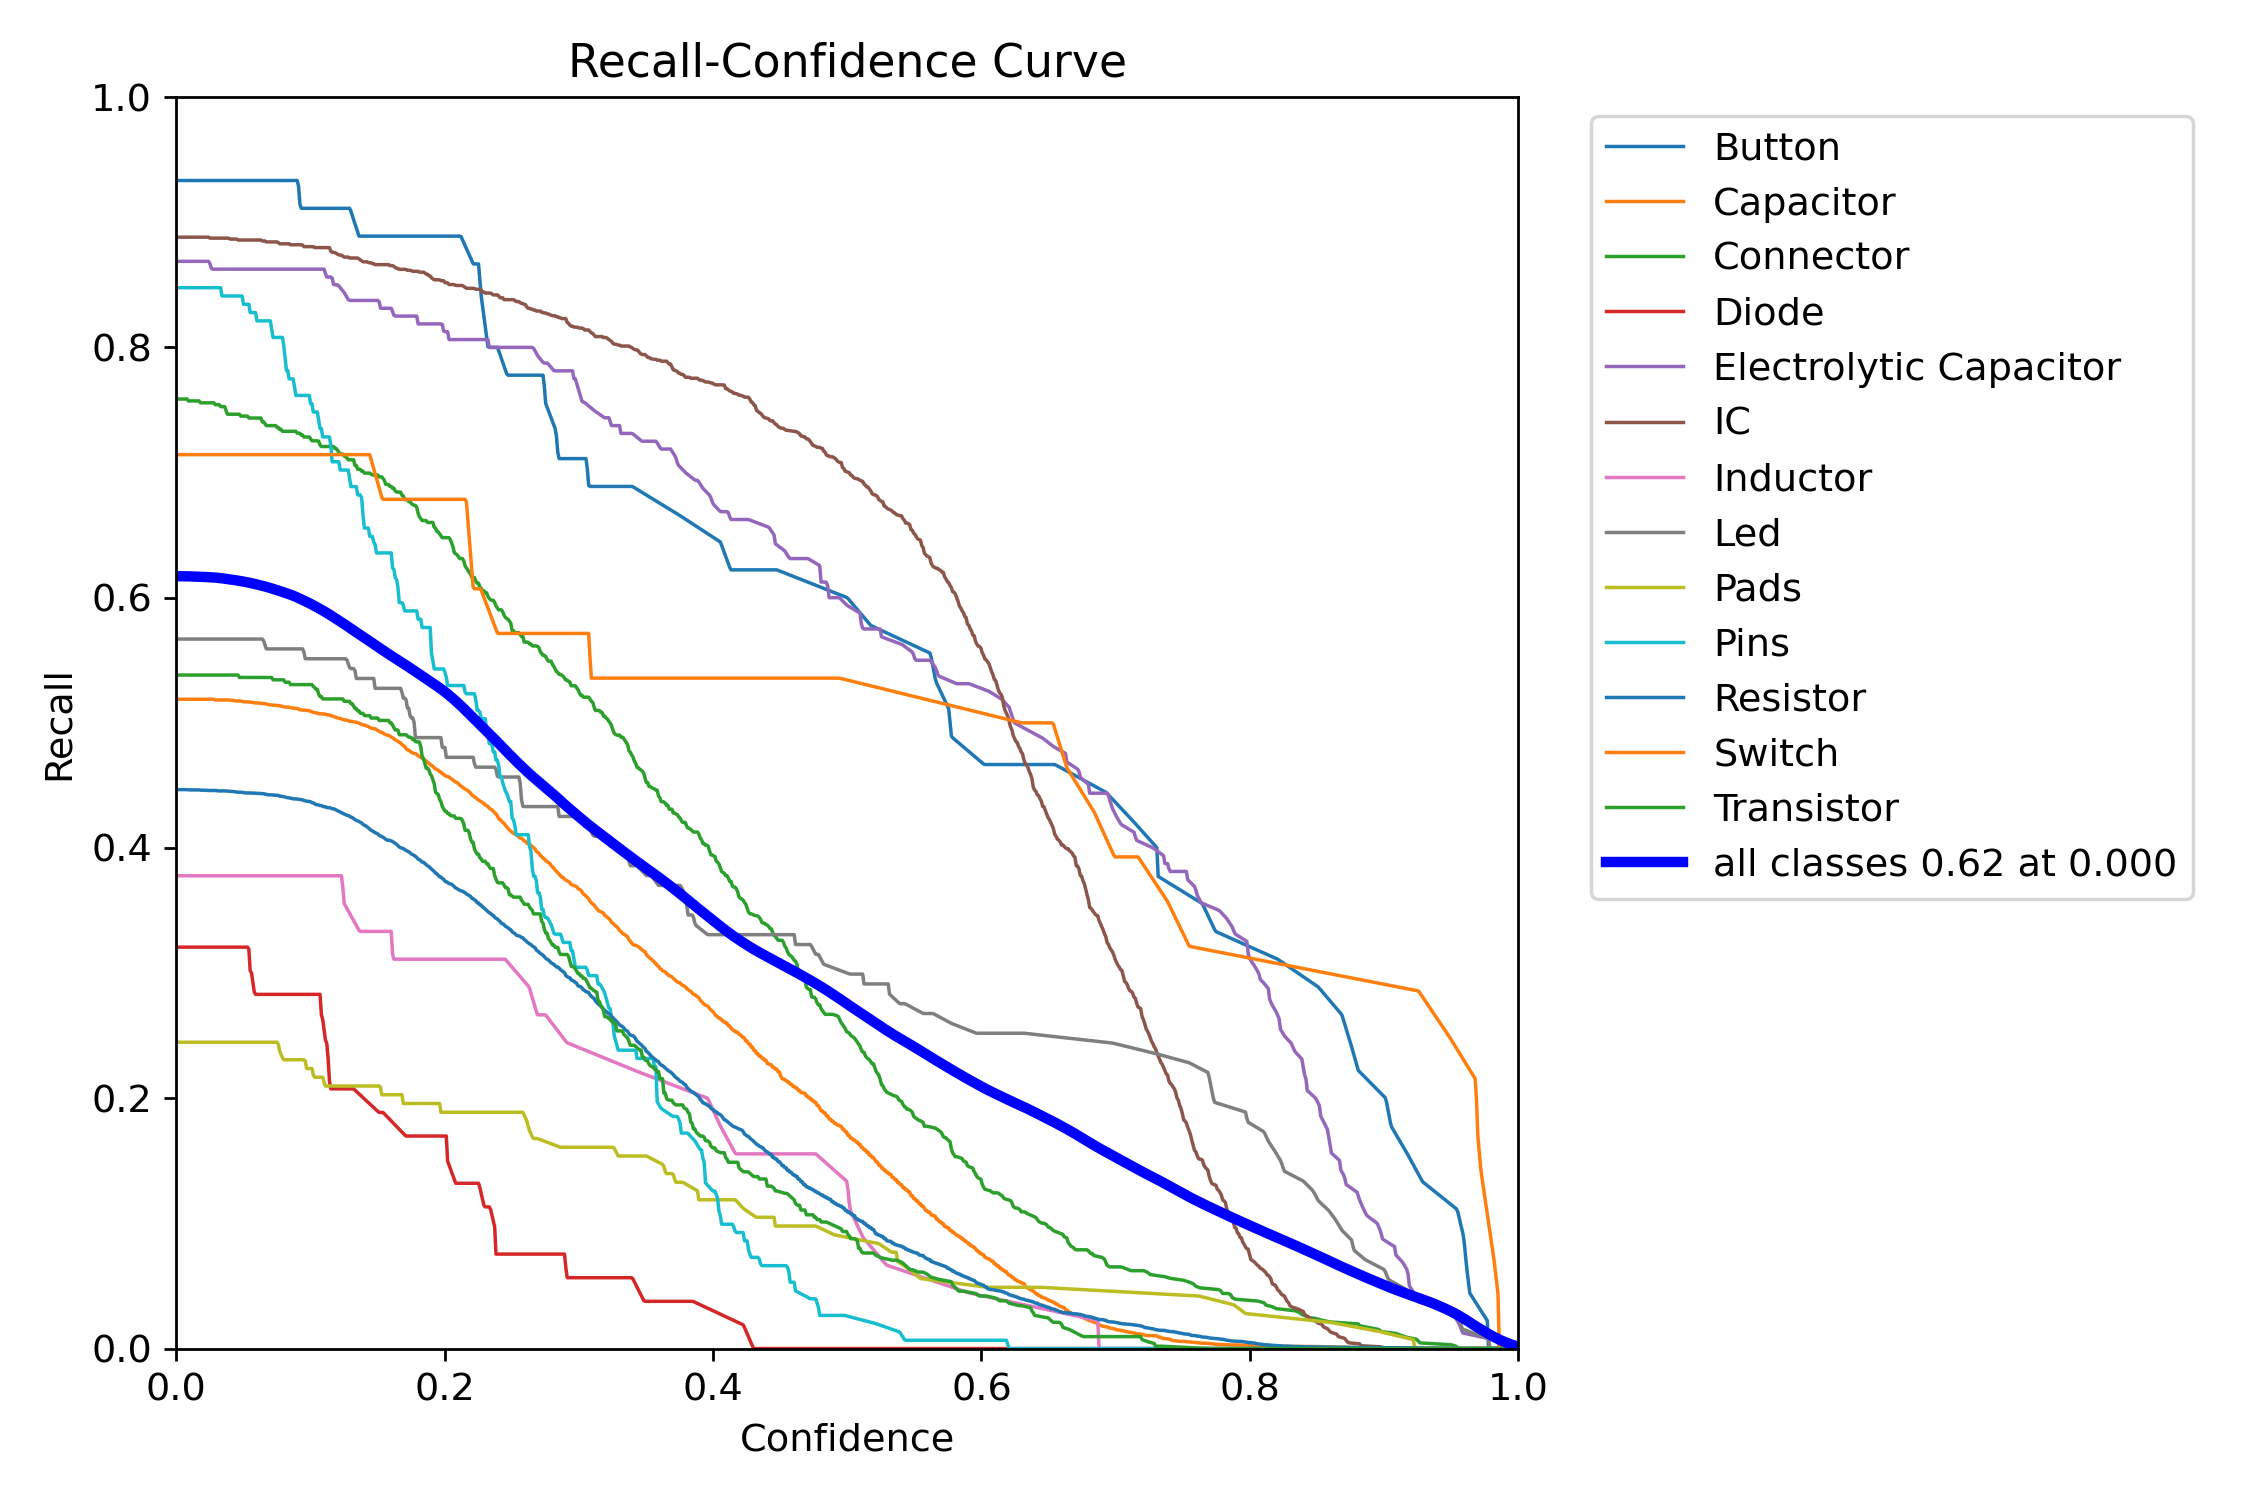 Recall-Confidence Curve
1.0
0.8
0.6
0.4
0.2
0.0
Recall
0.0 0.2 0.4 0.6 0.8 1.0
Confidence
Button
Capacitor
Connector
Diode
Electrolytic Capacitor
IC
Inductor
Led
Pads
Pins
Resistor
Switch
Transistor
all classes 0.62 at 0.000